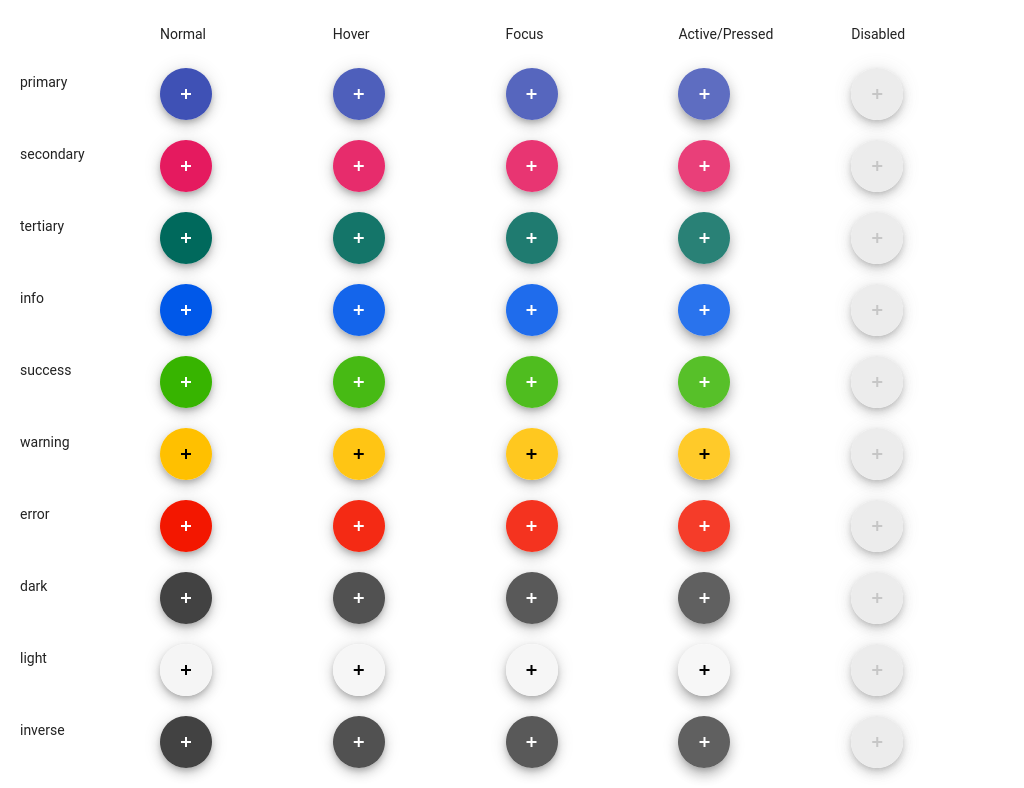 Normal Hover Focus Active/Pressed Disabled
primary + + + + +
secondary + + + + +
tertiary + + + + +
info + + + + +
success + + + + +
warning + + + + +
error + + + + +
dark + + + + +
light + + + + +
inverse + + + + +